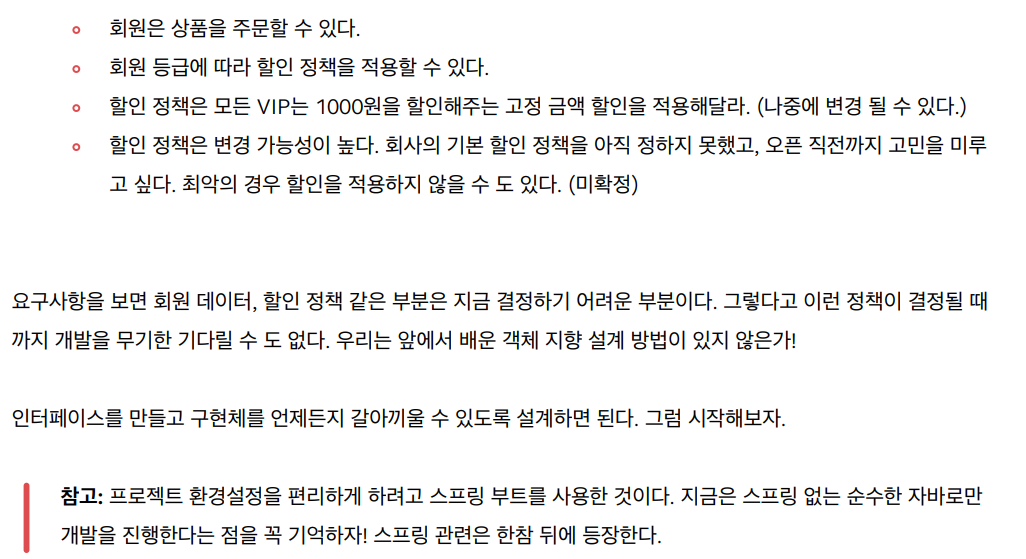 회원은 상품을 주문할 수 있다.
회원 등급에 따라 할인 정책을 적용할 수 있다.
할인 정책은 모든 VIP는 1000원을 할인해주는 고정 금액 할인을 적용해달라. (나중에 변경 될 수 있다.)
할인 정책은 변경 가능성이 높다. 회사의 기본 할인 정책을 아직 정하지 못했고, 오픈 직전까지 고민을 미루
고 싶다. 최악의 경우 할인을 적용하지 않을 수 도 있다. (미확정)
요구사항을 보면 회원 데이터, 할인 정책 같은 부분은 지금 결정하기 어려운 부분이다. 그렇다고 이런 정책이 결정될 때
까지 개발을 무기한 기다릴 수 도 없다. 우리는 앞에서 배운 객체 지향 설계 방법이 있지 않은가!
인터페이스를 만들고 구현체를 언제든지 갈아끼울 수 있도록 설계하면 된다. 그럼 시작해보자.
참고: 프로젝트 환경설정을 편리하게 하려고 스프링 부트를 사용한 것이다. 지금은 스프링 없는 순수한 자바로만
개발을 진행한다는 점을 꼭 기억하자! 스프링 관련은 한참 뒤에 등장한다.